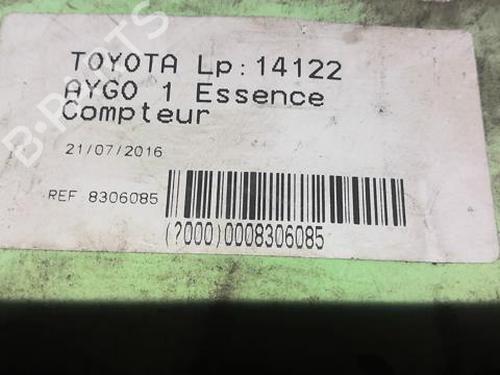 TOYOTA Lp:14122
AYGO 1 Essence
Compteur
21/07/2016
REF 8306085
(?000)0008306085
B-PARTS